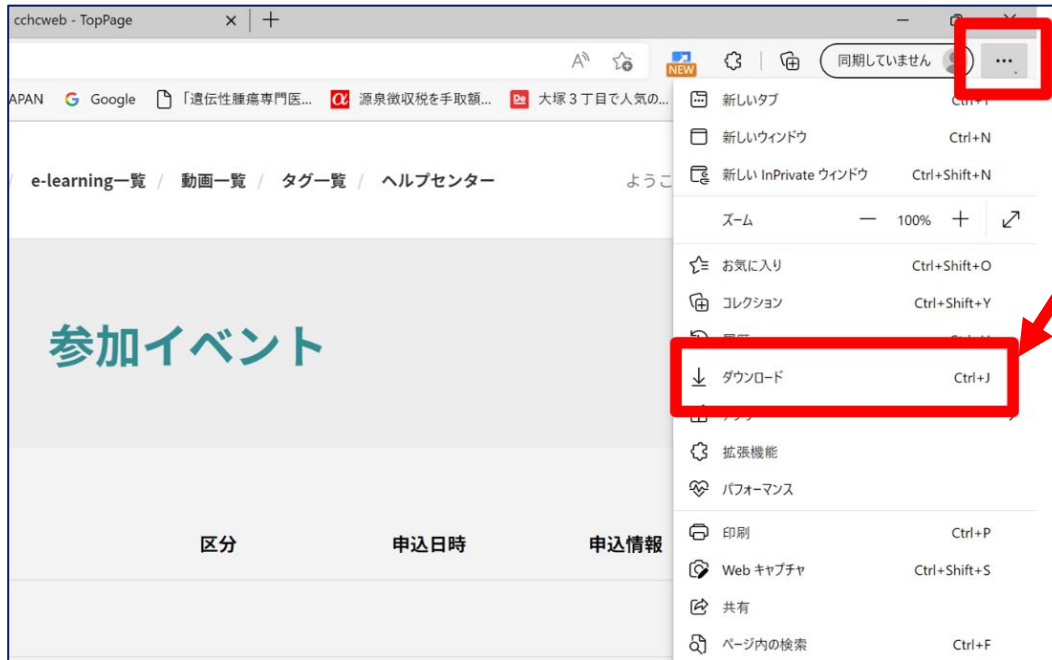 cchcweb - TopPage
NEW
同期していません
APAN Google 「遺伝性腫瘍専門医... 源泉徴収税を手取額... De 大塚３丁目で人気の...
/ e-learning一覧 / 動画一覧 / タグ一覧 / ヘルプセンター ようこ
参加イベント
区分 申込日時 申込情報
新しいタブ
新しいウィンドウ Ctrl+N
新しい InPrivate ウィンドウ Ctrl+Shift+N
ズーム 100%
お気に入り Ctrl+Shift+O
コレクション Ctrl+Shift+Y
ダウンロード Ctrl+J
拡張機能
パフォーマンス
印刷 Ctrl+P
Web キャプチャ Ctrl+Shift+S
共有
ページ内の検索 Ctrl+F